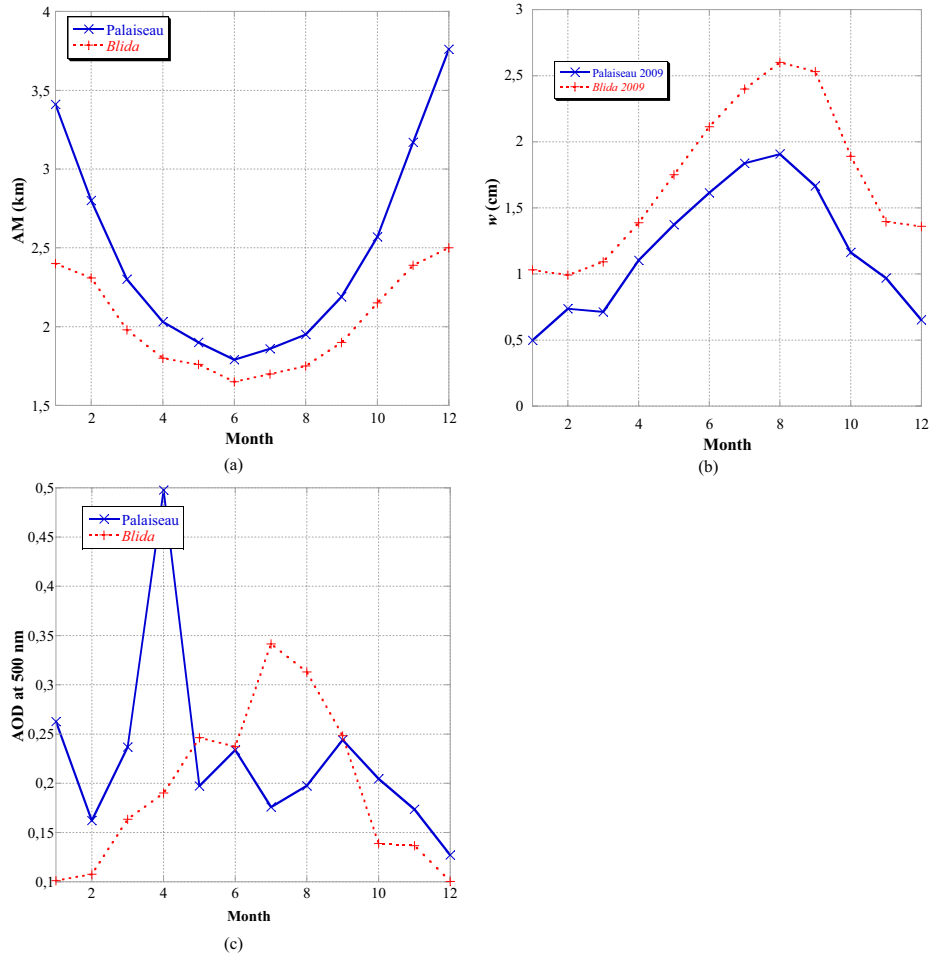 4
3,5
3
2,5
2
1,5
AM (km)
Palaiseau
Blida
2 4 6 8 10 12
Month
(a)
3
2,5
2
1,5
1
0,5
0
w (cm)
Palaiseau 2009
Blida 2009
2 4 6 8 10 12
Month
(b)
0,5
0,45
0,4
0,35
0,3
0,25
0,2
0,15
0,1
AOD at 500 nm
Palaiseau
Blida
2 4 6 8 10 12
Month
(c)